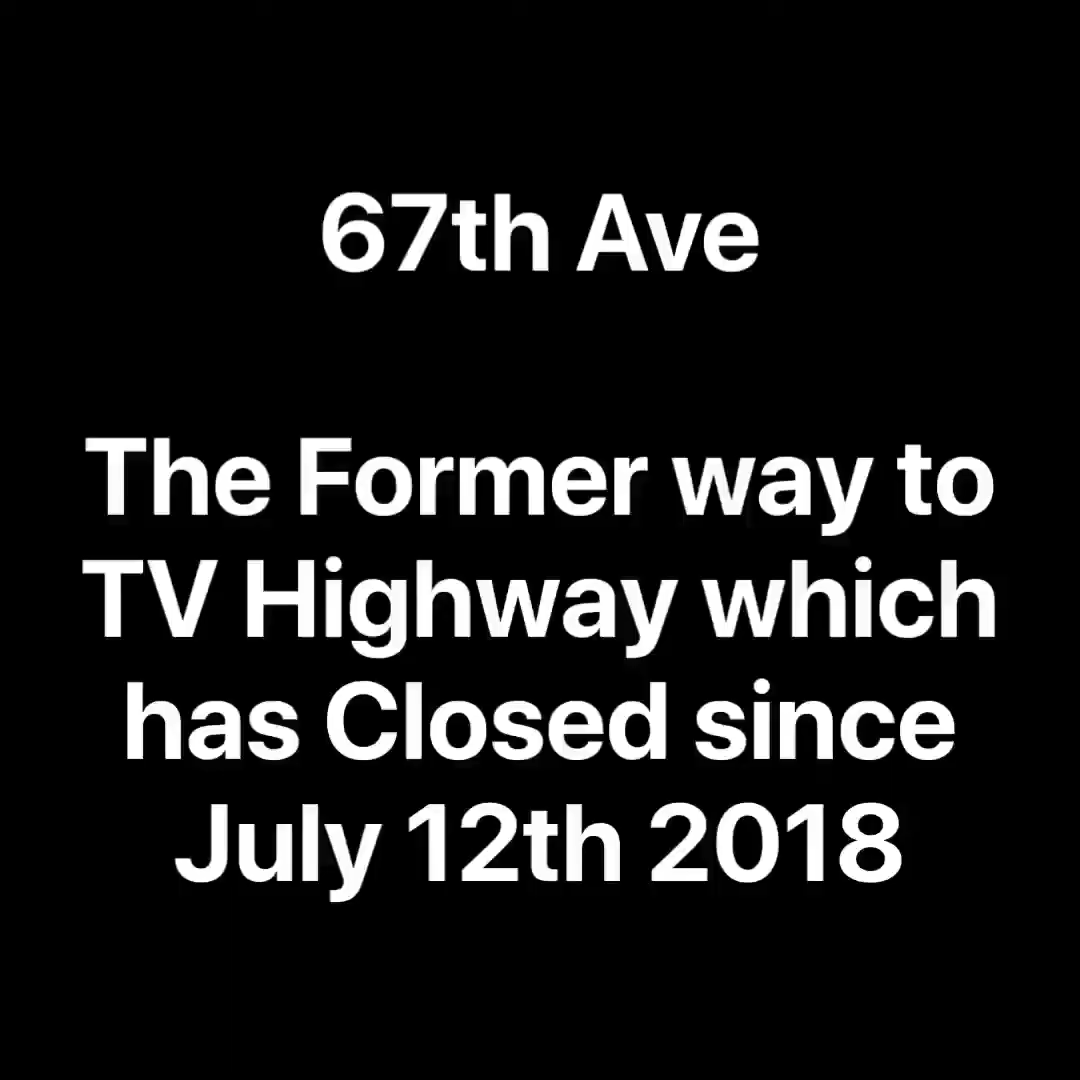 67th Ave
The Former way to
TV Highway which
has Closed since
July 12th 2018